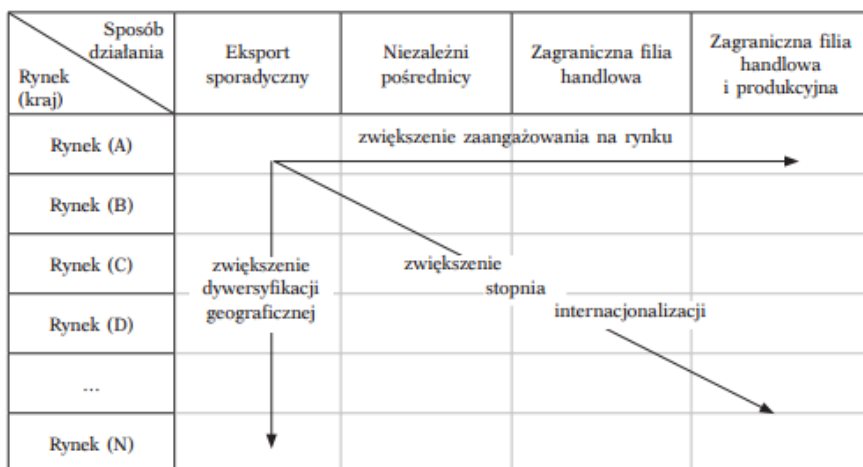 Sposób
działania
Rynek
(kraj)
Eksport
sporadyczny
Niezależni
pośrednicy
Zagraniczna filia
handlowa
Zagraniczna filia
handlowa
i produkcyjna
Rynek (A)
zwiększenie zaangażowania na rynku
Rynek (B)
Rynek (C)
zwiększenie
dywersyfikacji
geograficznej
zwiększenie
stopnia
internacjonalizacji
Rynek (D)
...
Rynek (N)